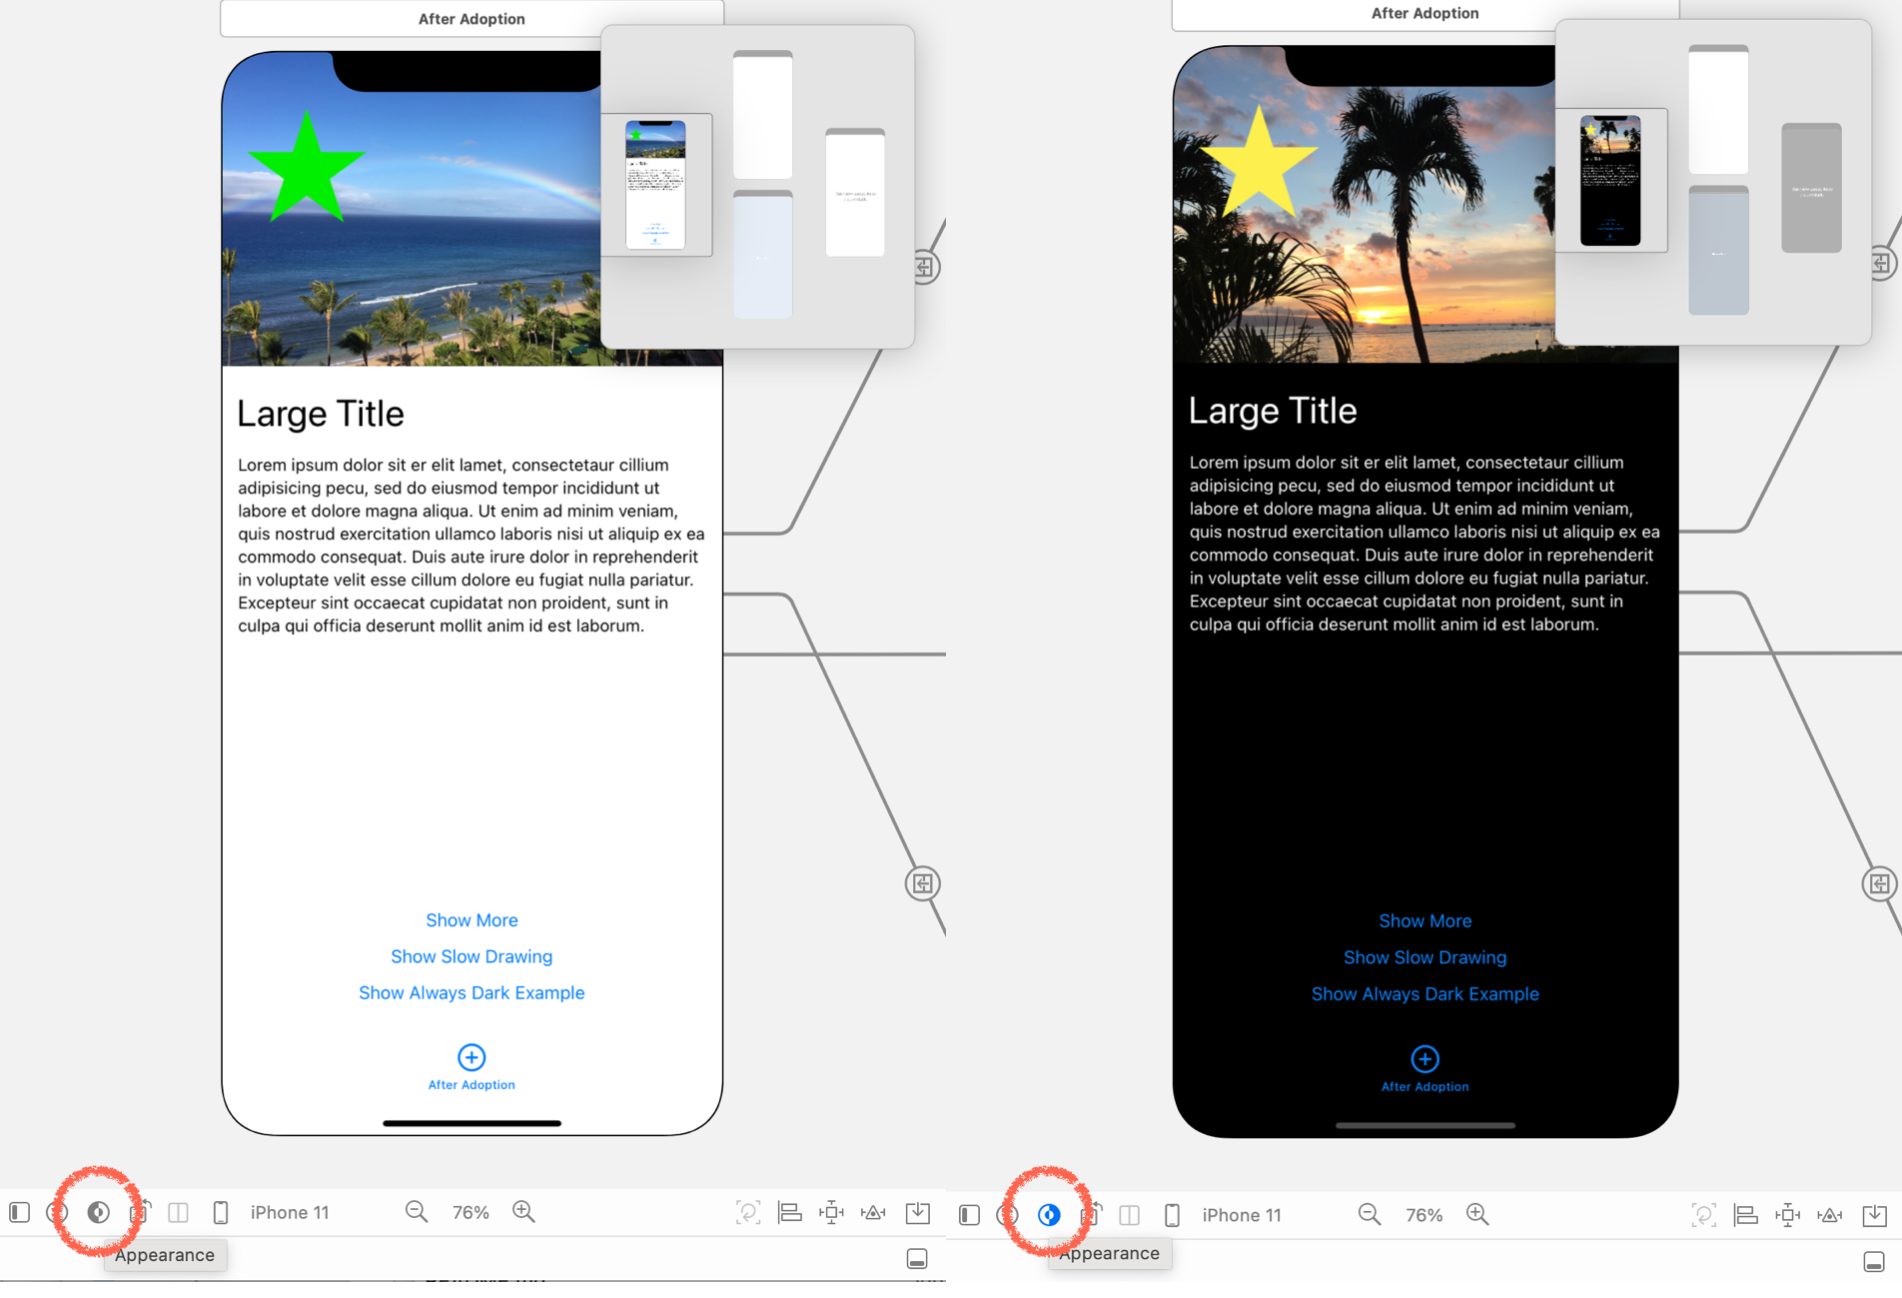 After Adoption
Large Title
Lorem ipsum dolor sit er elit lamet, consectetaur cillium
adipisicing pecu, sed do eiusmod tempor incididunt ut
labore et dolore magna aliqua. Ut enim ad minim veniam,
quis nostrud exercitation ullamco laboris nisi ut aliquip ex ea
commodo consequat. Duis aute irure dolor in reprehenderit
in voluptate velit esse cillum dolore eu fugiat nulla pariatur.
Excepteur sint occaecat cupidatat non proident, sunt in
culpa qui officia deserunt mollit anim id est laborum.
Show More
Show Slow Drawing
Show Always Dark Example
After Adoption
iPhone 11
76%
Appearance
After Adoption
Large Title
Lorem ipsum dolor sit er elit lamet, consectetaur cillium
adipisicing pecu, sed do eiusmod tempor incididunt ut
labore et dolore magna aliqua. Ut enim ad minim veniam,
quis nostrud exercitation ullamco laboris nisi ut aliquip ex ea
commodo consequat. Duis aute irure dolor in reprehenderit
in voluptate velit esse cillum dolore eu fugiat nulla pariatur.
Excepteur sint occaecat cupidatat non proident, sunt in
culpa qui officia deserunt mollit anim id est laborum.
Show More
Show Slow Drawing
Show Always Dark Example
After Adoption
iPhone 11
76%
Appearance